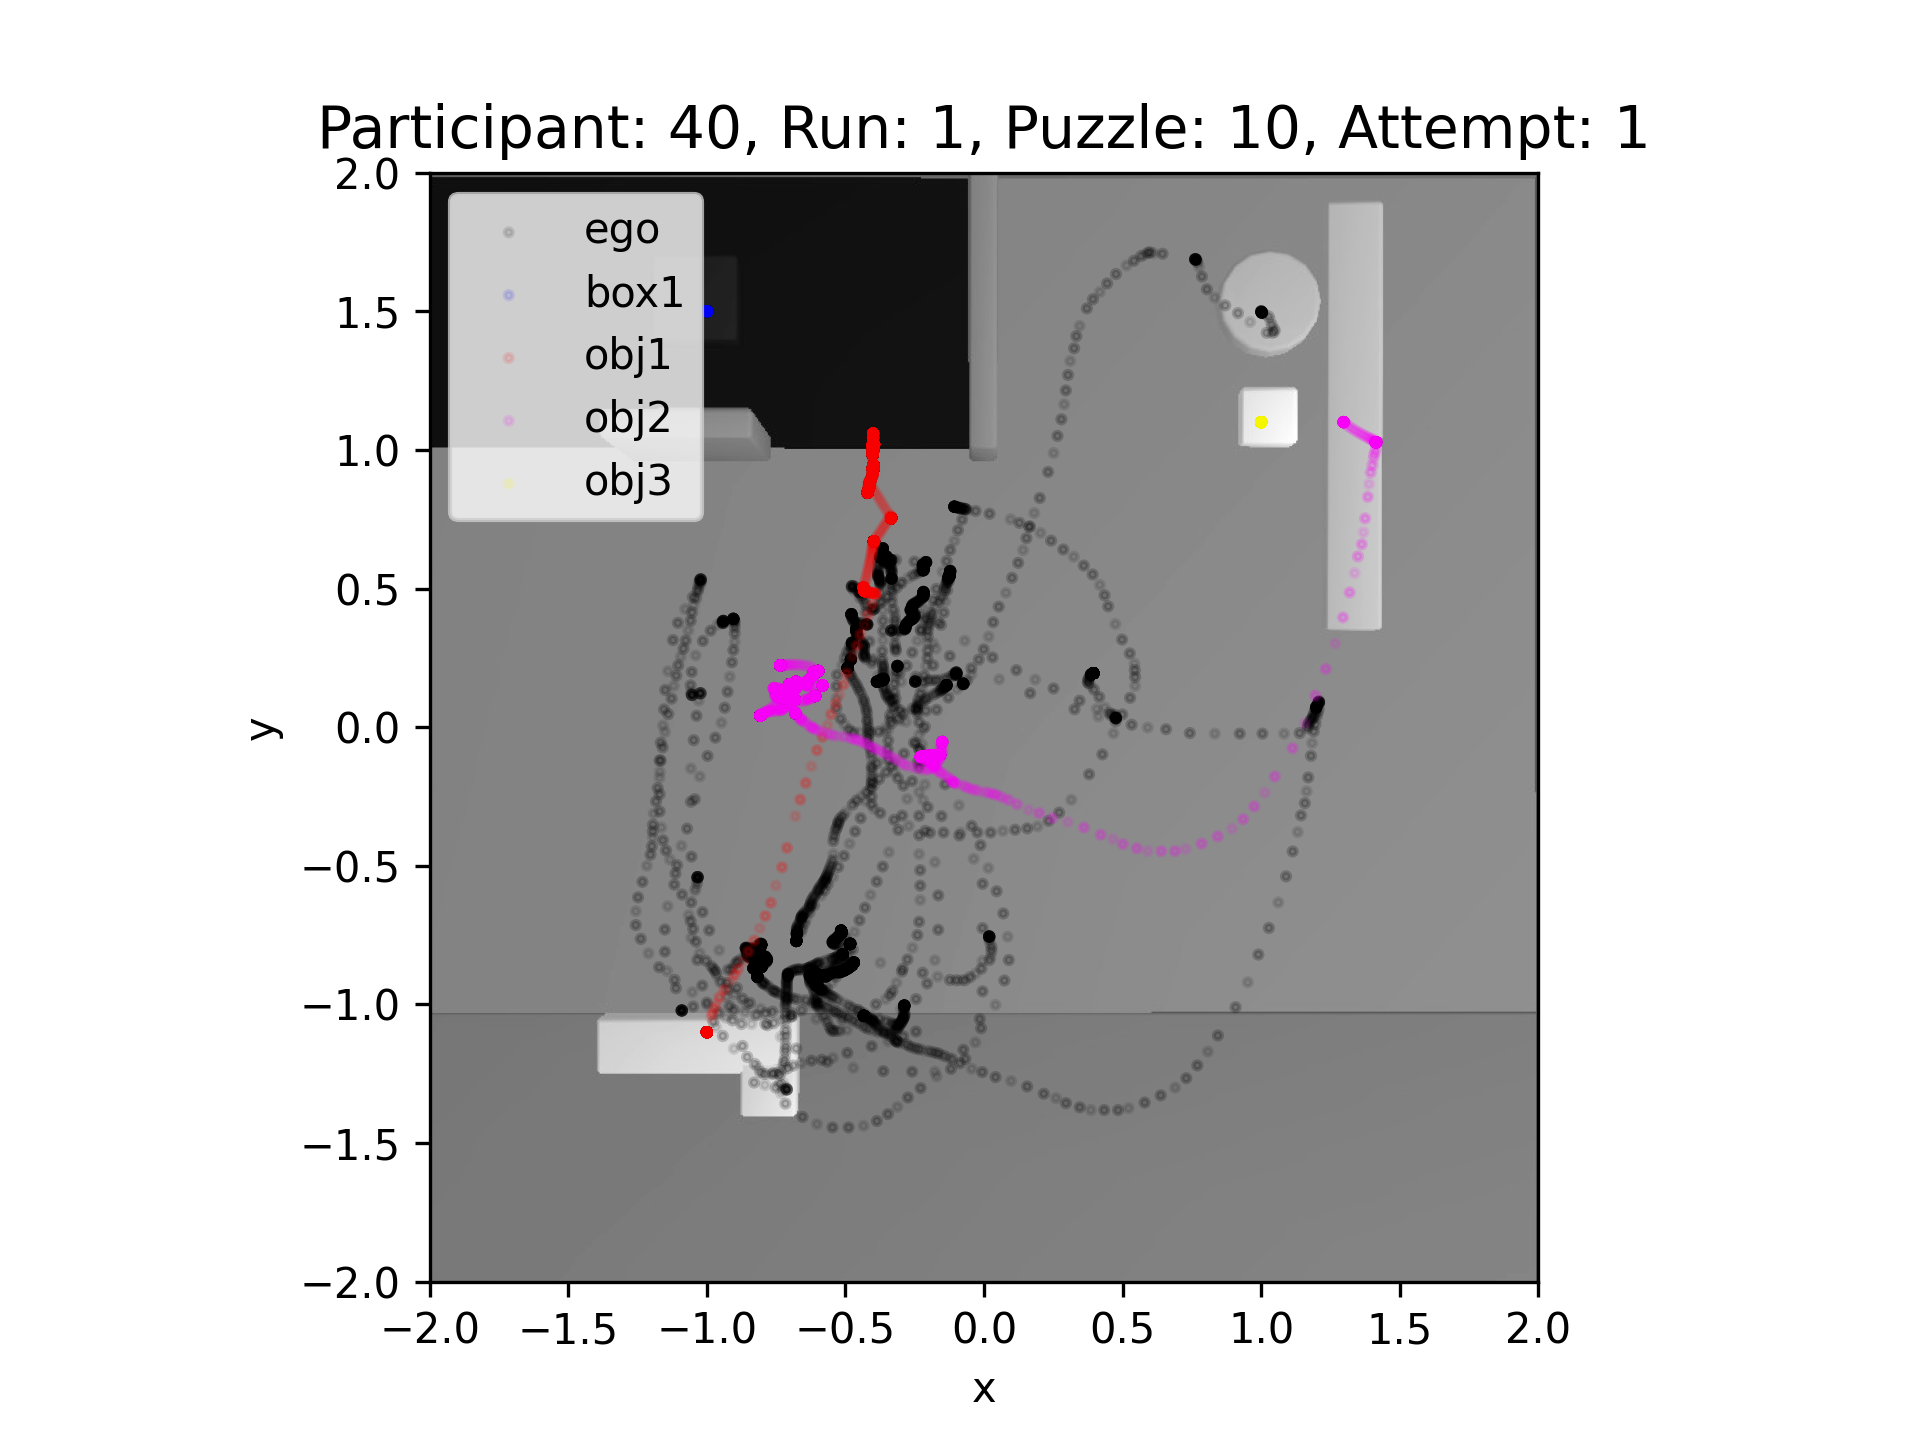 Participant: 40, Run: 1, Puzzle: 10, Attempt: 1
2.0
1.5
1.0
0.5
0.0
−0.5
−1.0
−1.5
−2.0
y
ego
box1
obj1
obj2
obj3
−2.0 −1.5 −1.0 −0.5 0.0 0.5 1.0 1.5 2.0
x